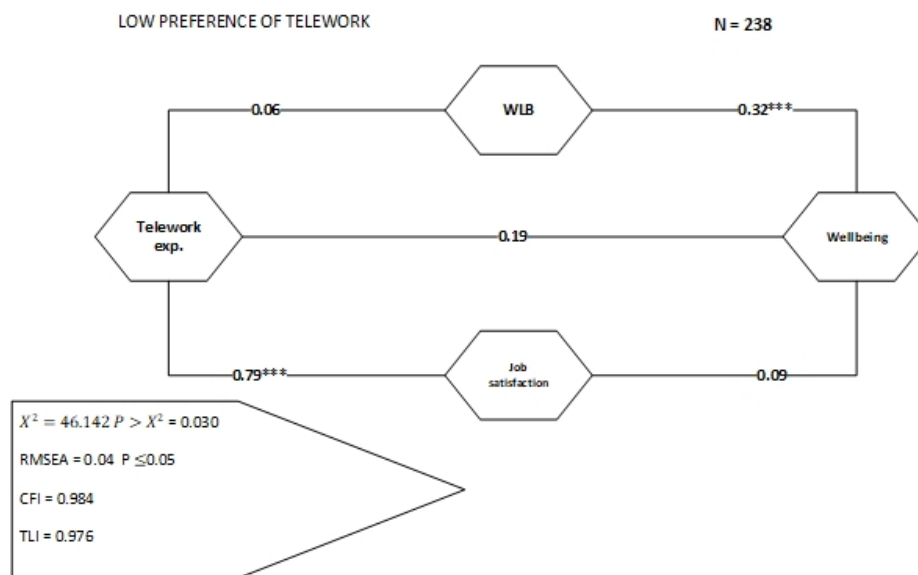 LOW PREFERENCE OF TELEWORK
N = 238
0.06
WLB
0.32***
Telework
exp.
0.19
Wellbeing
0.79***
Job
satisfaction
0.09
X² = 46.142 P > X² = 0.030
RMSEA = 0.04 P ≤0.05
CFI = 0.984
TLI = 0.976